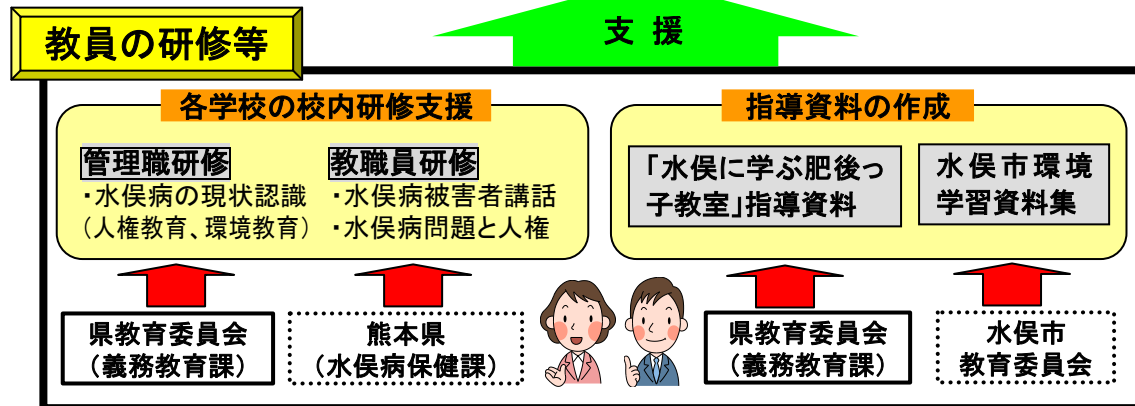 支 援
教員の研修等
各学校の校内研修支援
管理職研修
・水俣病の現状認識
（人権教育、環境教育）
教職員研修
・水俣病被害者講話
・水俣病問題と人権
指導資料の作成
「水俣に学ぶ肥後っ
子教室」指導資料
水俣市環境
学習資料集
県教育委員会
（義務教育課）
熊本県
（水俣病保健課）
県教育委員会
（義務教育課）
水俣市
教育委員会